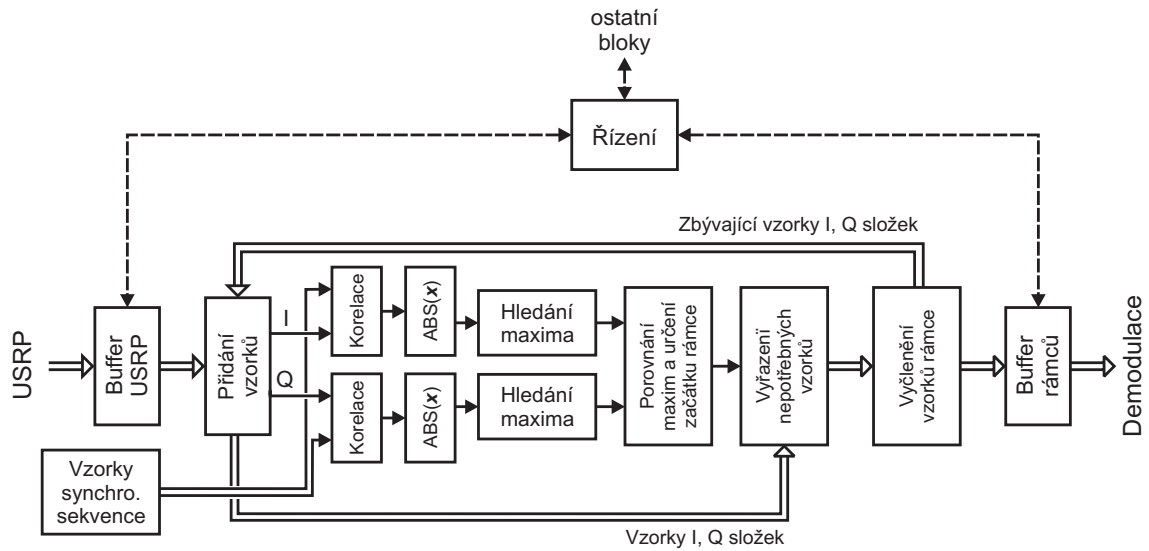 ostatní
bloky
Řízení
Zbývající vzorky I, Q složek
USRP
Buffer
USRP
Přidání
vzorků
I
Q
Korelace
ABS(x)
Hledání
maxima
Korelace
ABS(x)
Hledání
maxima
Porovnání
maxim a určení
začátku rámce
Vyřazení
nepotřebných
vzorků
Vyčlenění
vzorků rámce
Buffer
rámců
Demodulace
Vzorky
synchro.
sekvence
Vzorky I, Q složek